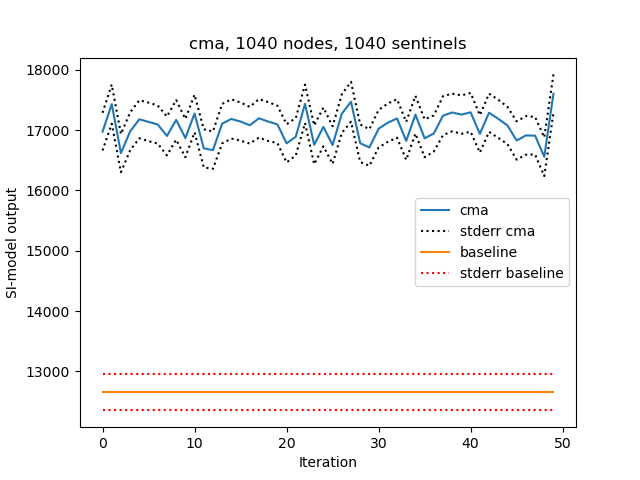 cma, 1040 nodes, 1040 sentinels
18000
17000
16000
15000
14000
13000
SI-model output
cma
stderr cma
baseline
stderr baseline
0 10 20 30 40 50
Iteration